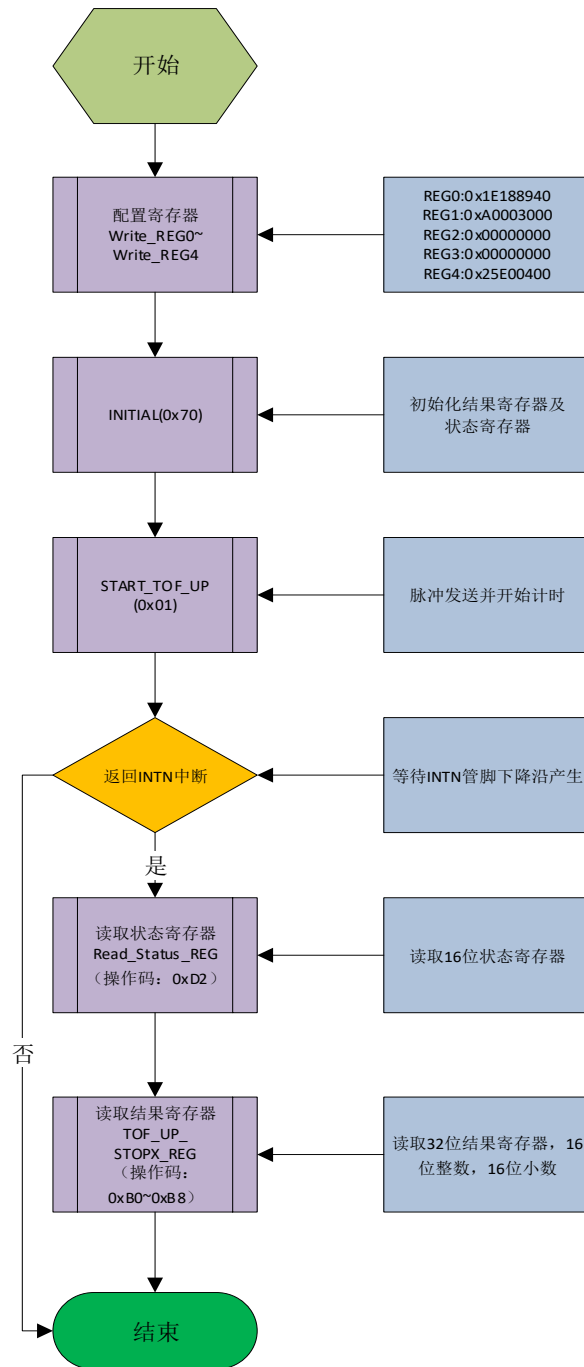 开始
配置寄存器
Write_REG0~
Write_REG4
REG0:0x1E188940
REG1:0xA0003000
REG2:0x00000000
REG3:0x00000000
REG4:0x25E00400
INITIAL(0x70)
初始化结果寄存器及
状态寄存器
START_TOF_UP
(0x01)
脉冲发送并开始计时
返回INTN中断
等待INTN管脚下降沿产生
是
读取状态寄存器
Read_Status_REG
（操作码：0xD2）
读取16位状态寄存器
否
读取结果寄存器
TOF_UP_
STOPX_REG
（操作码：
0xB0~0xB8）
读取32位结果寄存器，16
位整数，16位小数
结束